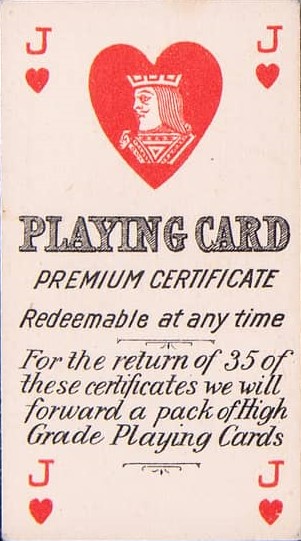 J J
PLAYING CARD
PREMIUM CERTIFICATE
Redeemable at any time
For the return of 35 of
these certificates we will
forward a pack of High
Grade Playing Cards
J J